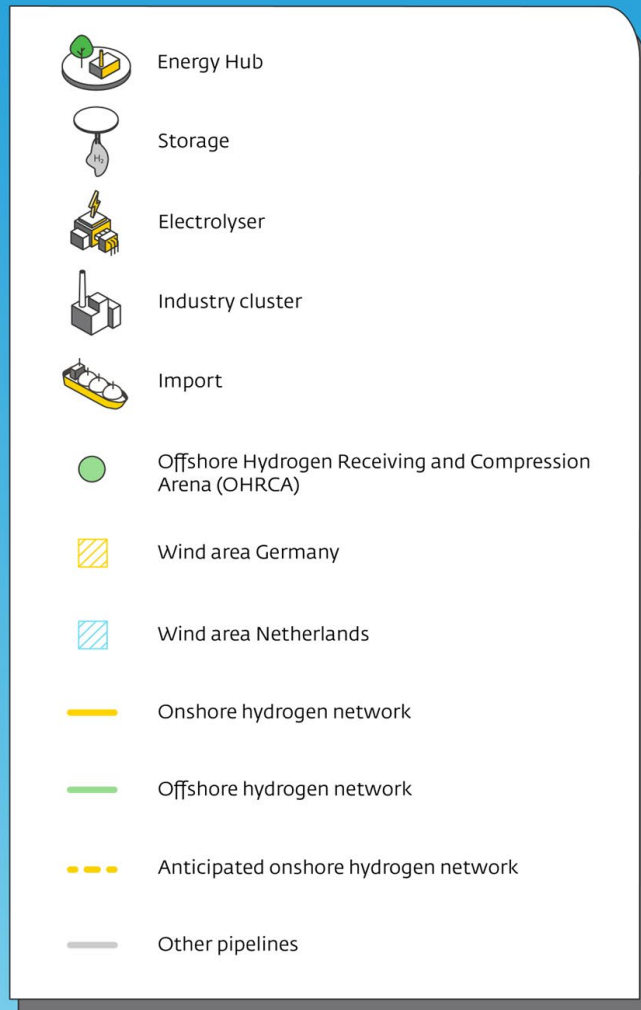 Energy Hub
H₂
Storage
Electrolyser
Industry cluster
Import
Offshore Hydrogen Receiving and Compression
Arena (OHRCA)
Wind area Germany
Wind area Netherlands
Onshore hydrogen network
Offshore hydrogen network
Anticipated onshore hydrogen network
Other pipelines